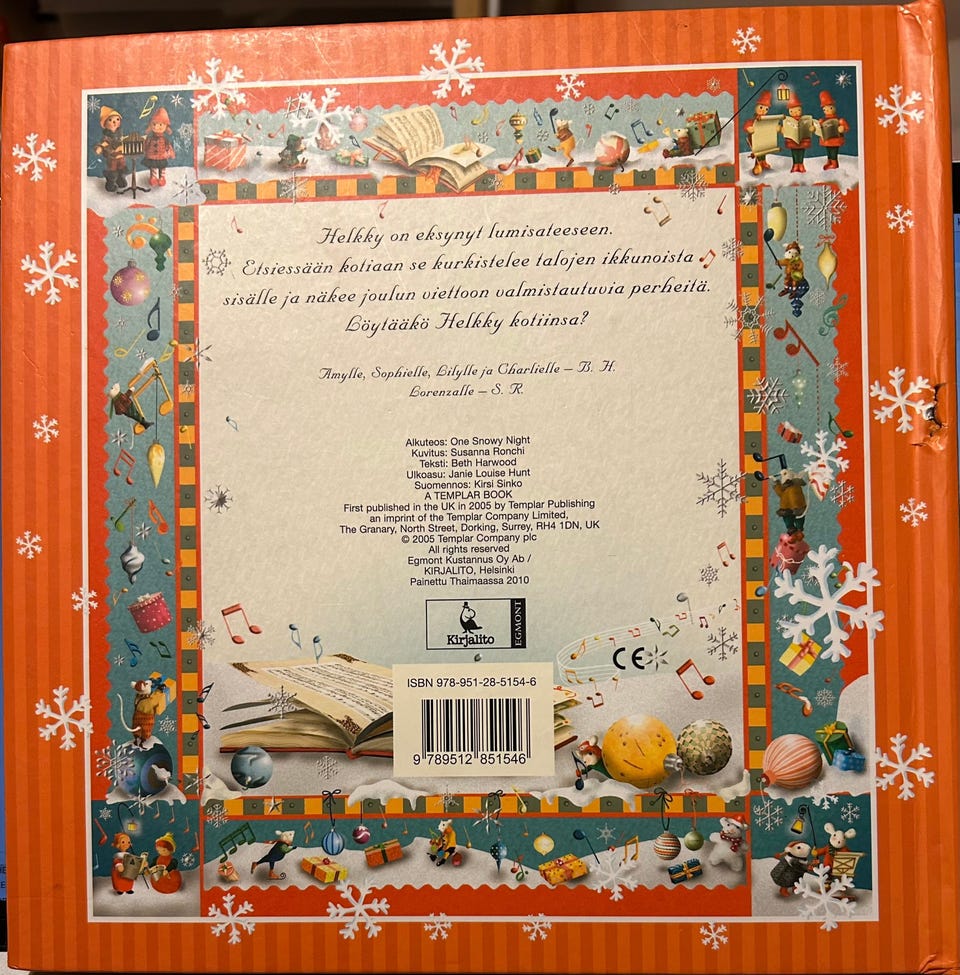 Helkky on eksynyt lumisateeseen.
Etsiessään kotiaan se kurkistelee talojen ikkunoista
sisälle ja näkee joulun viettoon valmistautuvia perheitä.
Löytääkö Helkky kotiinsa?
Amylle, Sophielle, Lilylle ja Charlielle – B. H.
Lorenzalle – S. R.
Alkuteos: One Snowy Night
Kuvitus: Susanna Ronchi
Teksti: Beth Harwood
Ulkoasu: Janie Louise Hunt
Suomennos: Kirsi Sinko
A TEMPLAR BOOK
First published in the UK in 2005 by Templar Publishing
an imprint of the Templar Company Limited,
The Granary, North Street, Dorking, Surrey, RH4 1DN, UK
© 2005 Templar Company plc
All rights reserved
Egmont Kustannus Oy Ab /
KIRJALITO, Helsinki
Painettu Thaimaassa 2010
Kirjalito
EGMONT
CE
ISBN 978-951-28-5154-6
9 789512 851546